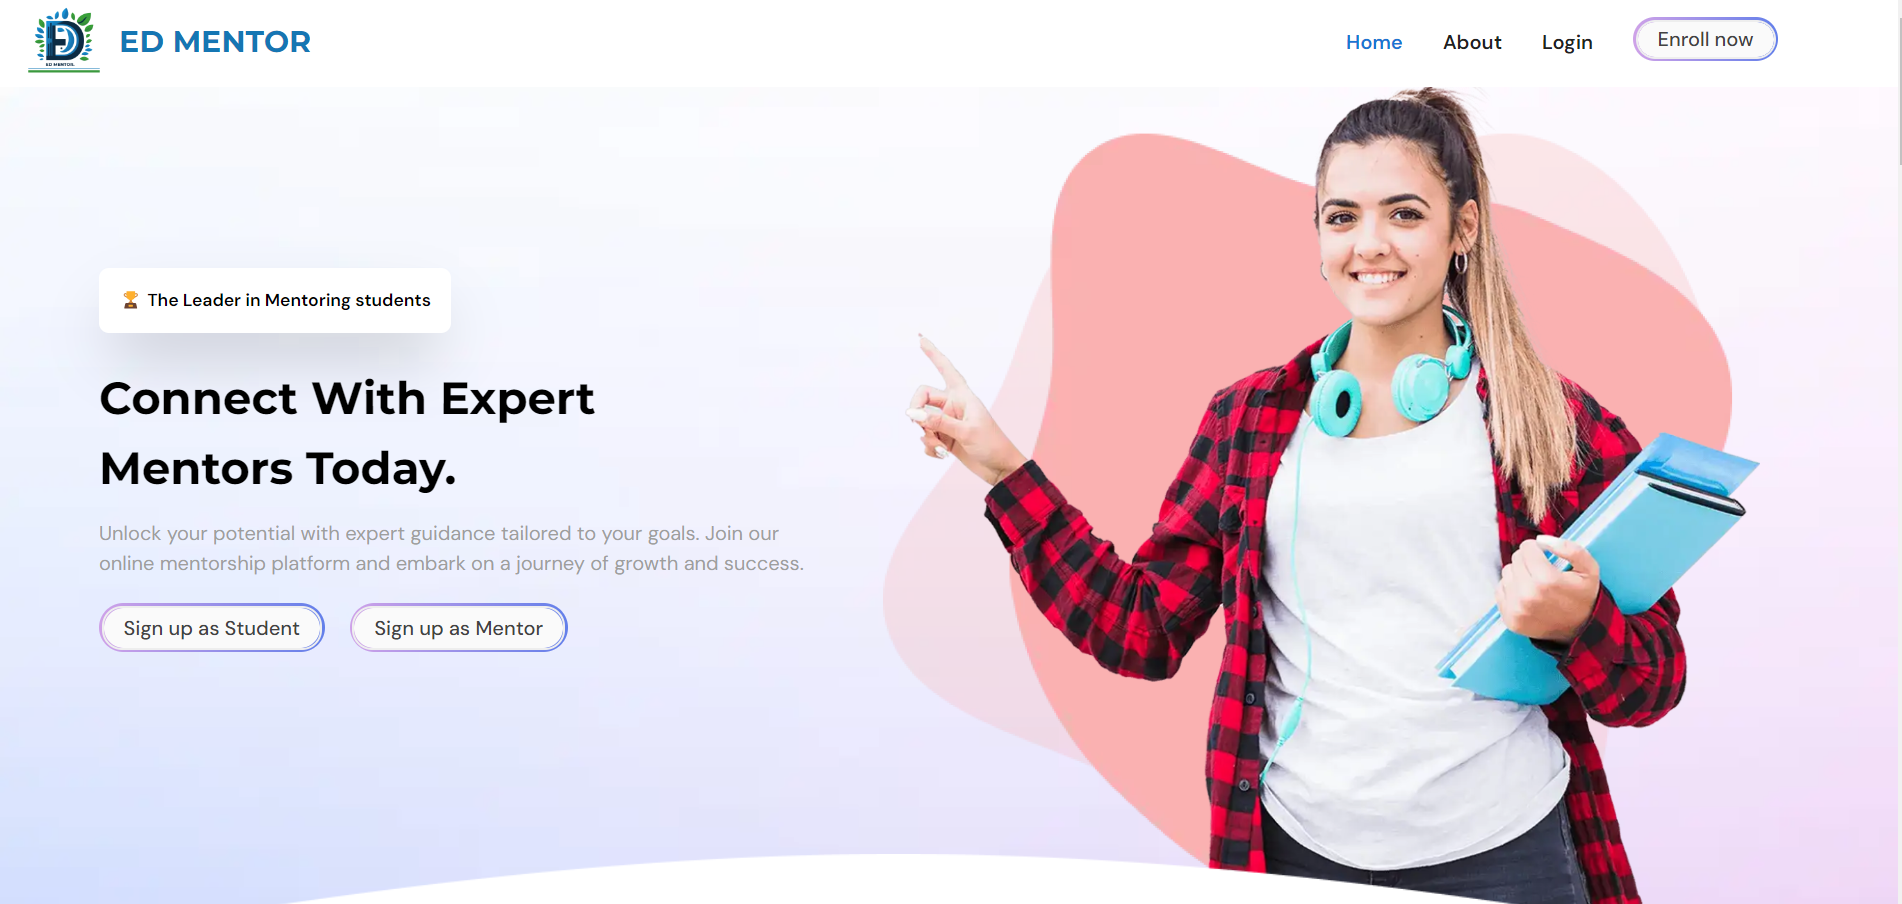 ED MENTOR.
ED MENTOR
Home
About
Login
Enroll now
🏆 The Leader in Mentoring students
Connect With Expert
Mentors Today.
Unlock your potential with expert guidance tailored to your goals. Join our
online mentorship platform and embark on a journey of growth and success.
Sign up as Student
Sign up as Mentor